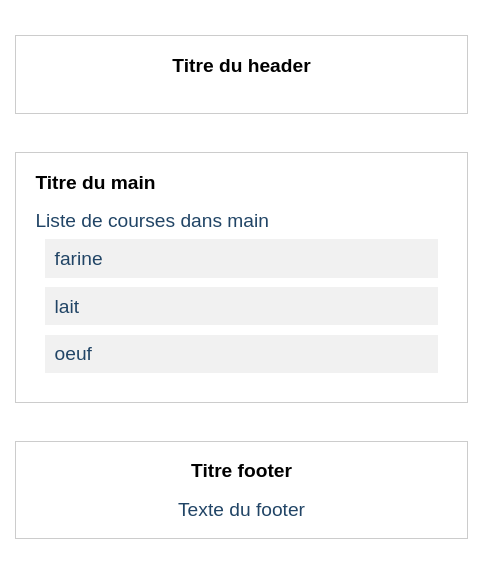 Titre du header
Titre du main
Liste de courses dans main
farine
lait
oeuf
Titre footer
Texte du footer